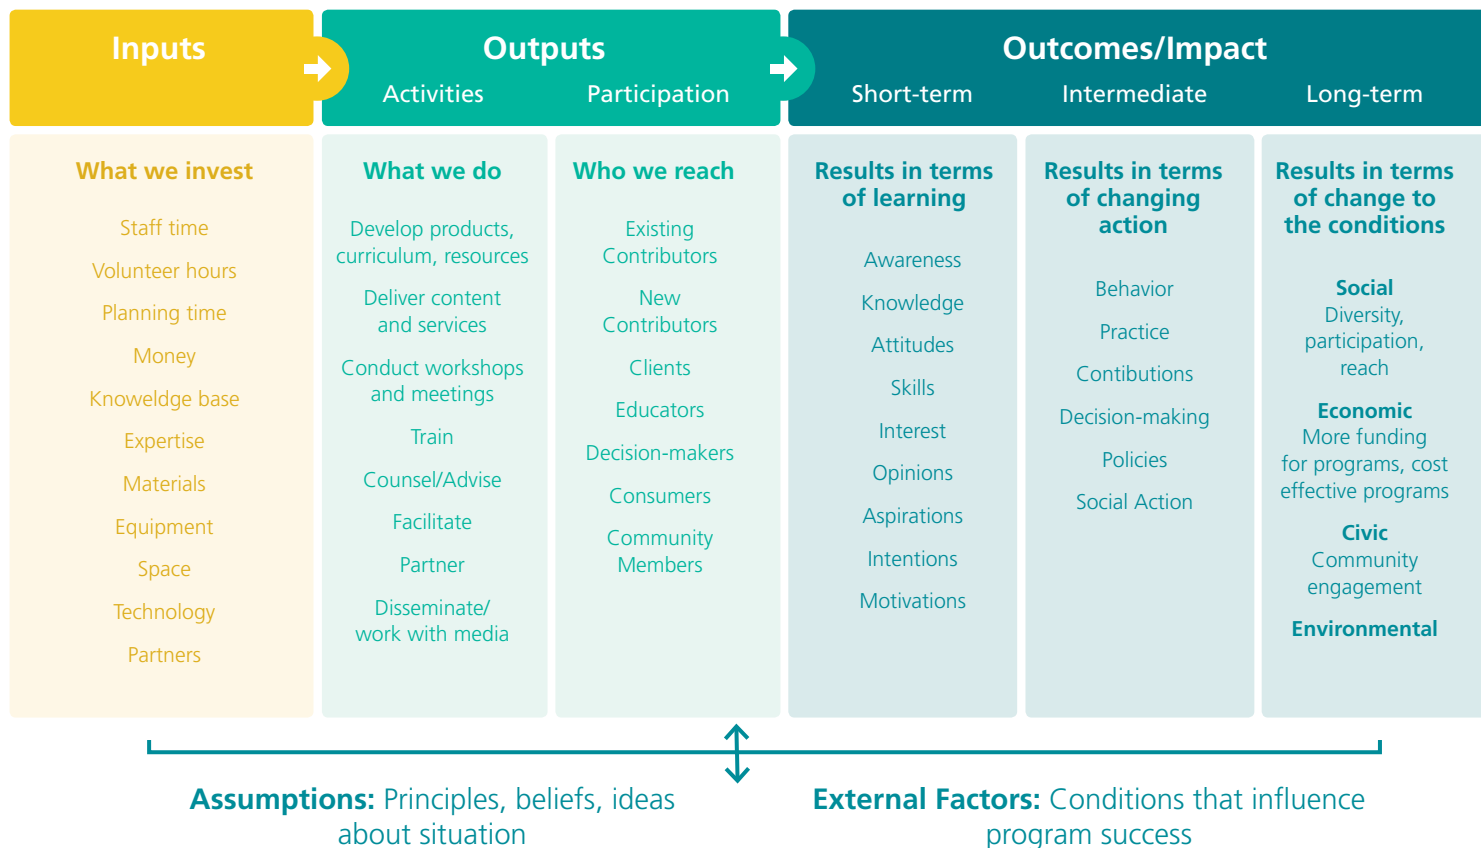 Inputs
Outputs
Activities
Participation
Outcomes/Impact
Short-term
Intermediate
Long-term
What we invest
Staff time
Volunteer hours
Planning time
Money
Knoweldge base
Expertise
Materials
Equipment
Space
Technology
Partners
What we do
Develop products,
curriculum, resources
Deliver content
and services
Conduct workshops
and meetings
Train
Counsel/Advise
Facilitate
Partner
Disseminate/
work with media
Who we reach
Existing
Contributors
New
Contributors
Clients
Educators
Decision-makers
Consumers
Community
Members
Results in terms
of learning
Awareness
Knowledge
Attitudes
Skills
Interest
Opinions
Aspirations
Intentions
Motivations
Results in terms
of changing
action
Behavior
Practice
Contibutions
Decision-making
Policies
Social Action
Results in terms
of change to
the conditions
Social
Diversity,
participation,
reach
Economic
More funding
for programs, cost
effective programs
Civic
Community
engagement
Environmental
Assumptions: Principles, beliefs, ideas
about situation
External Factors: Conditions that influence
program success